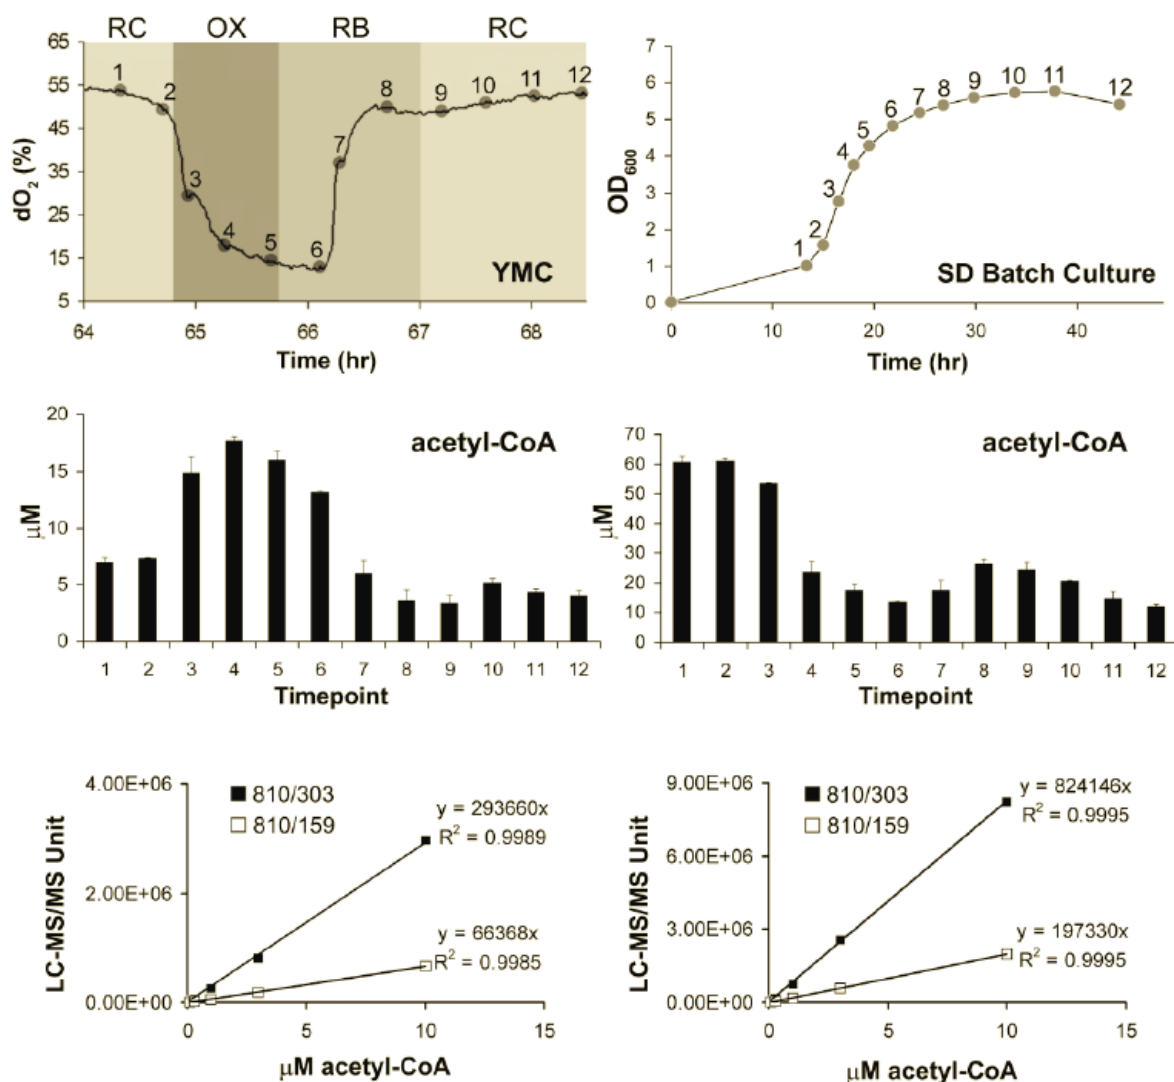 RC OX RB RC
65
55
45
35
25
15
5
dO2 (%)
1 2 3 4 5 6 7 8 9 10 11 12
YMC
64 65 66 67 68
Time (hr)
7
6
5
4
3
2
1
0
OD600
1 2 3 4 5 6 7 8 9 10 11 12
SD Batch Culture
0 10 20 30 40
Time (hr)
acetyl-CoA
20
15
10
5
0
μM
1 2 3 4 5 6 7 8 9 10 11 12
Timepoint
acetyl-CoA
70
60
50
40
30
20
10
0
μM
1 2 3 4 5 6 7 8 9 10 11 12
Timepoint
4.00E+06
2.00E+06
0.00E+00
LC-MS/MS Unit
810/303
810/159
y = 293660x
R² = 0.9989
y = 66368x
R² = 0.9985
0 5 10 15
μM acetyl-CoA
9.00E+06
6.00E+06
3.00E+06
0.00E+00
LC-MS/MS Unit
810/303
810/159
y = 824146x
R² = 0.9995
y = 197330x
R² = 0.9995
0 5 10 15
μM acetyl-CoA